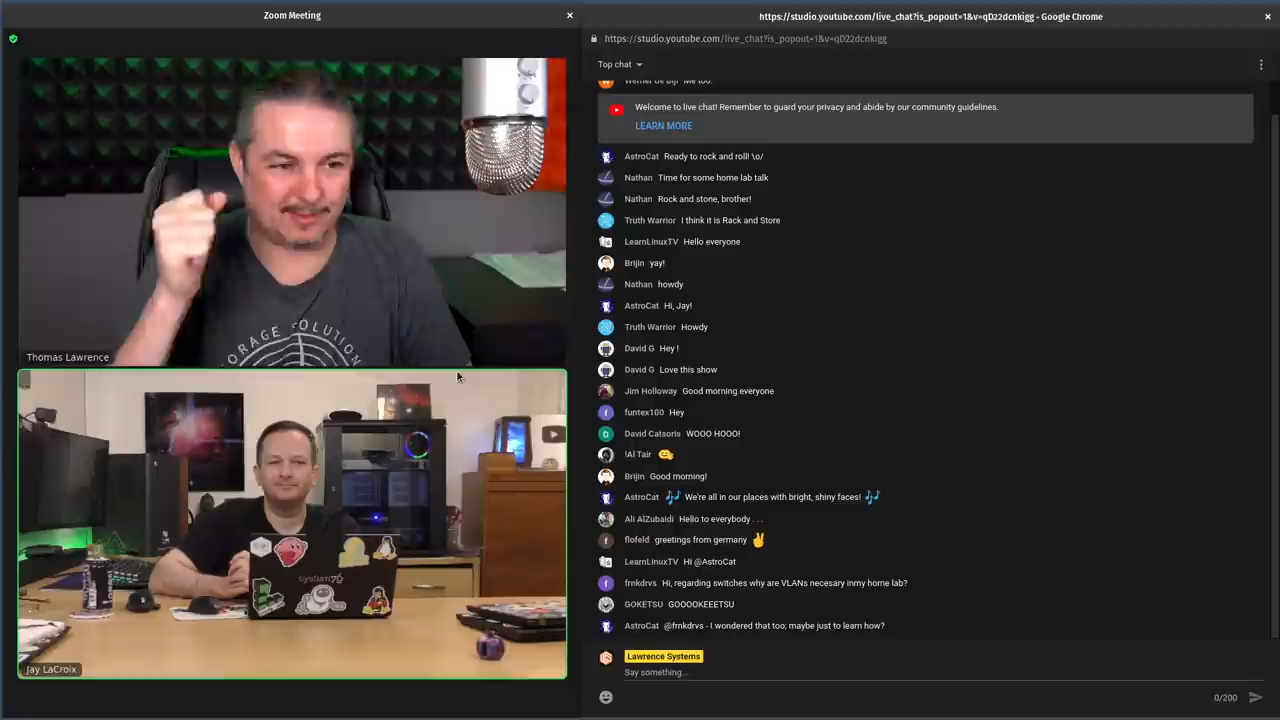 Zoom Meeting
https://studio.youtube.com/live_chat?is_popout=1&v=qD22dcnkigg - Google Chrome
https://studio.youtube.com/live_chat?is_popout=1&v=qD22dcnkigg
Top chat
Werner de Bijl Me too.
Welcome to live chat! Remember to guard your privacy and abide by our community guidelines.
LEARN MORE
AstroCat Ready to rock and roll! \o/
Nathan Time for some home lab talk
Nathan Rock and stone, brother!
Truth Warrior I think it is Rack and Store
LearnLinuxTV Hello everyone
Brijin yay!
Nathan howdy
AstroCat Hi, Jay!
Truth Warrior Howdy
David G Hey !
David G Love this show
Jim Holloway Good morning everyone
funtex100 Hey
David Catsoris WOOO HOOO!
!Al Tair
Brijin Good morning!
AstroCat 🎶 We're all in our places with bright, shiny faces! 🎶
Ali AlZubaidi Hello to everybody . . .
flofeld greetings from germany ✌
LearnLinuxTV Hi @AstroCat
frnkdrvs Hi, regarding switches why are VLANs necesary inmy home lab?
GOKETSU GOOOOKEEETSU
AstroCat @frnkdrvs - I wondered that too; maybe just to learn how?
Lawrence Systems
Say something...
0/200
ORAGE SOLUTION
Thomas Lawrence
system76
Jay LaCroix